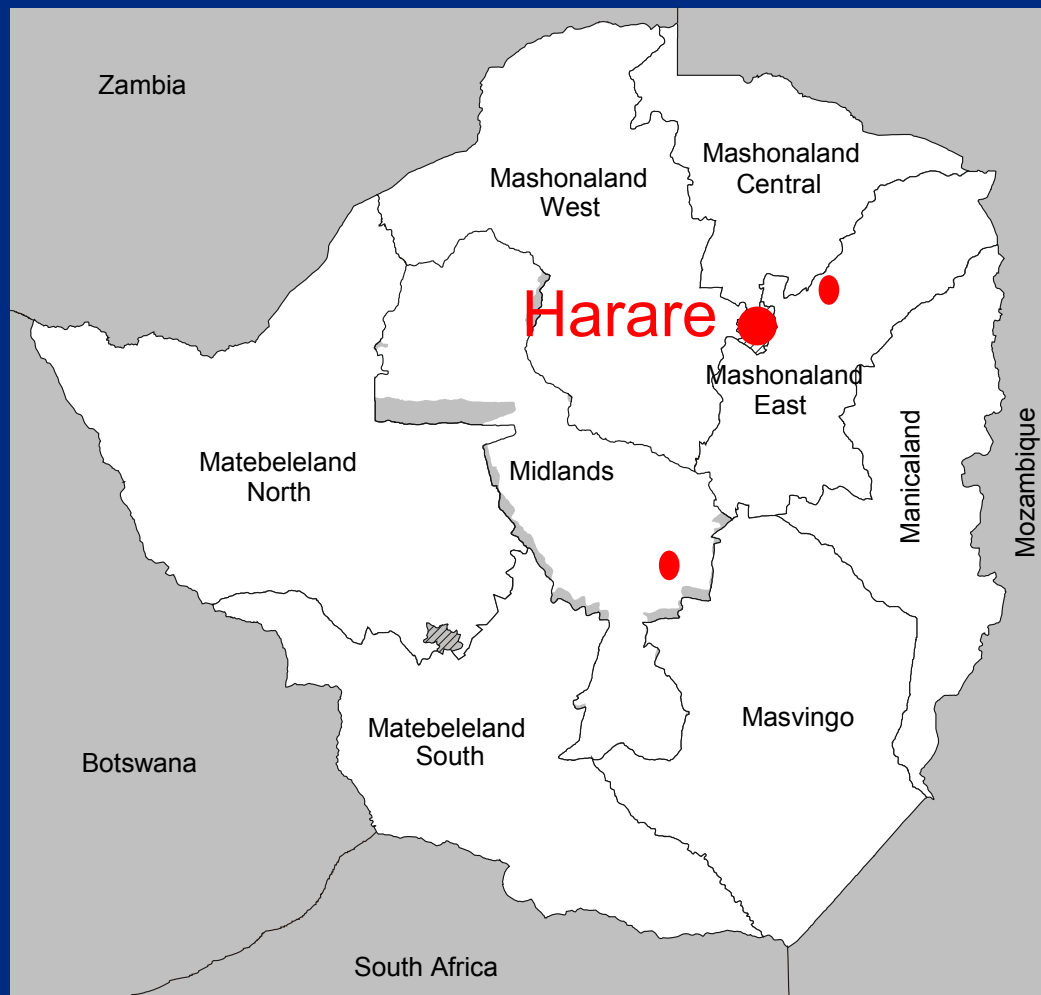 Zambia
Mashonaland
Central
Mashonaland
West
Harare
Mashonaland
East
Matebeleland
North
Midlands
Manicaland
Mozambique
Masvingo
Matebeleland
South
Botswana
South Africa